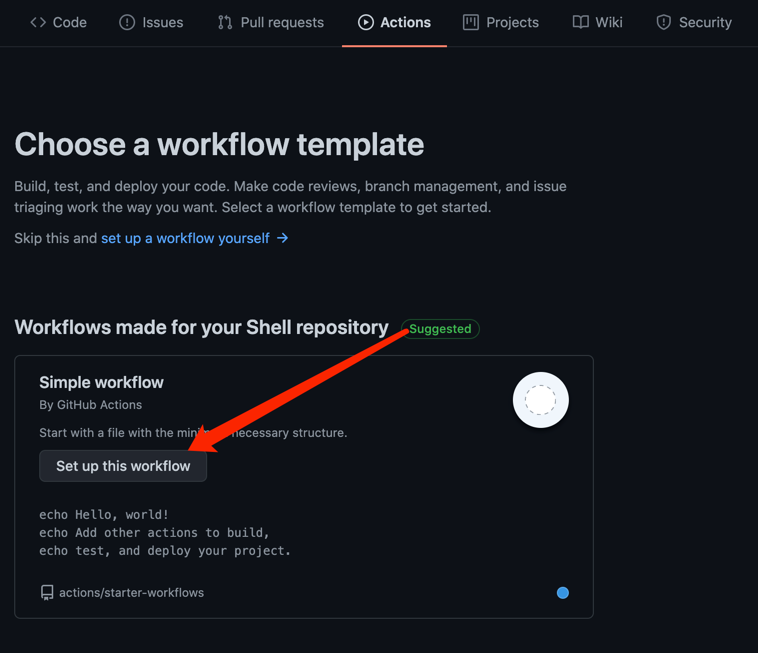 Code Issues Pull requests Actions Projects Wiki Security
Choose a workflow template
Build, test, and deploy your code. Make code reviews, branch management, and issue
triaging work the way you want. Select a workflow template to get started.
Skip this and set up a workflow yourself →
Workflows made for your Shell repository Suggested
Simple workflow
By GitHub Actions
Start with a file with the necessary structure.
Set up this workflow
echo Hello, world!
echo Add other actions to build,
echo test, and deploy your project.
actions/starter-workflows